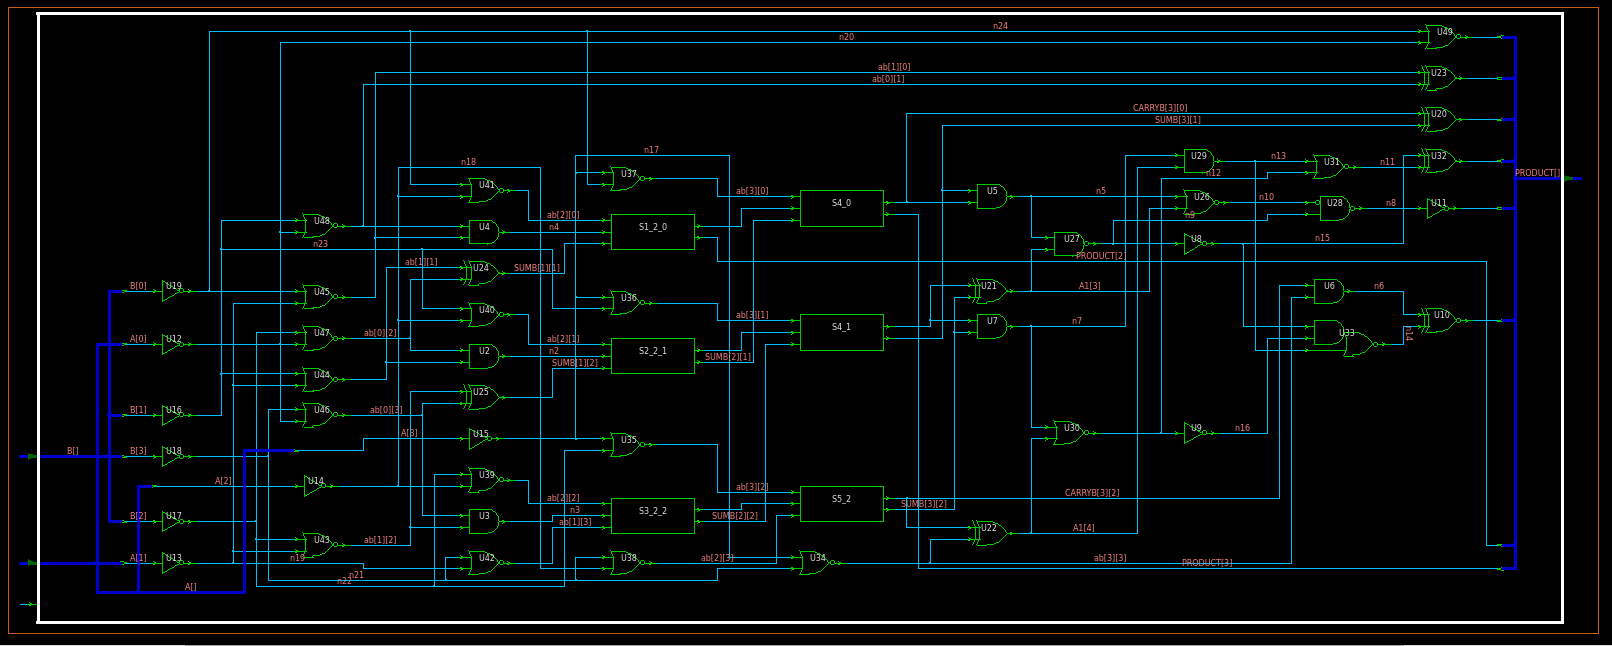 n24
U49
n20
ab[1][0]
U23
ab[0][1]
CARRYB[3][0]
U20
SUMB[3][1]
n17
n18
U29
n13
U31
n11
U32
n12
PRODUCT[]
U37
U41
ab[3][0]
U5
n5
U26
n10
U28
n8
U11
S4_0
n9
ab[2][0]
U48
U4
n4
S1_2_0
n23
U27
U8
n15
PRODUCT[2]
ab[1][1]
U24
SUMB[1][1]
B[0]
U19
U45
U36
U21
A1[3]
U6
n6
U40
ab[3][1]
S4_1
U7
n7
U10
A[0]
U12
U47
ab[0][2]
ab[2][1]
U33
n14
U2
n2
S2_2_1
SUMB[2][1]
SUMB[1][2]
U44
U25
B[1]
U16
U46
ab[0][3]
A[3]
U15
U35
U30
U9
n16
B[]
B[3]
U18
A[2]
U14
U39
ab[3][2]
S5_2
CARRYB[3][2]
ab[2][2]
SUMB[3][2]
B[2]
U17
U3
n3
S3_2_2
SUMB[2][2]
ab[1][3]
U22
A1[4]
U43
ab[1][2]
A[1]
U13
n19
U42
U38
ab[2][3]
U34
ab[3][3]
PRODUCT[3]
n21
n22
A[]